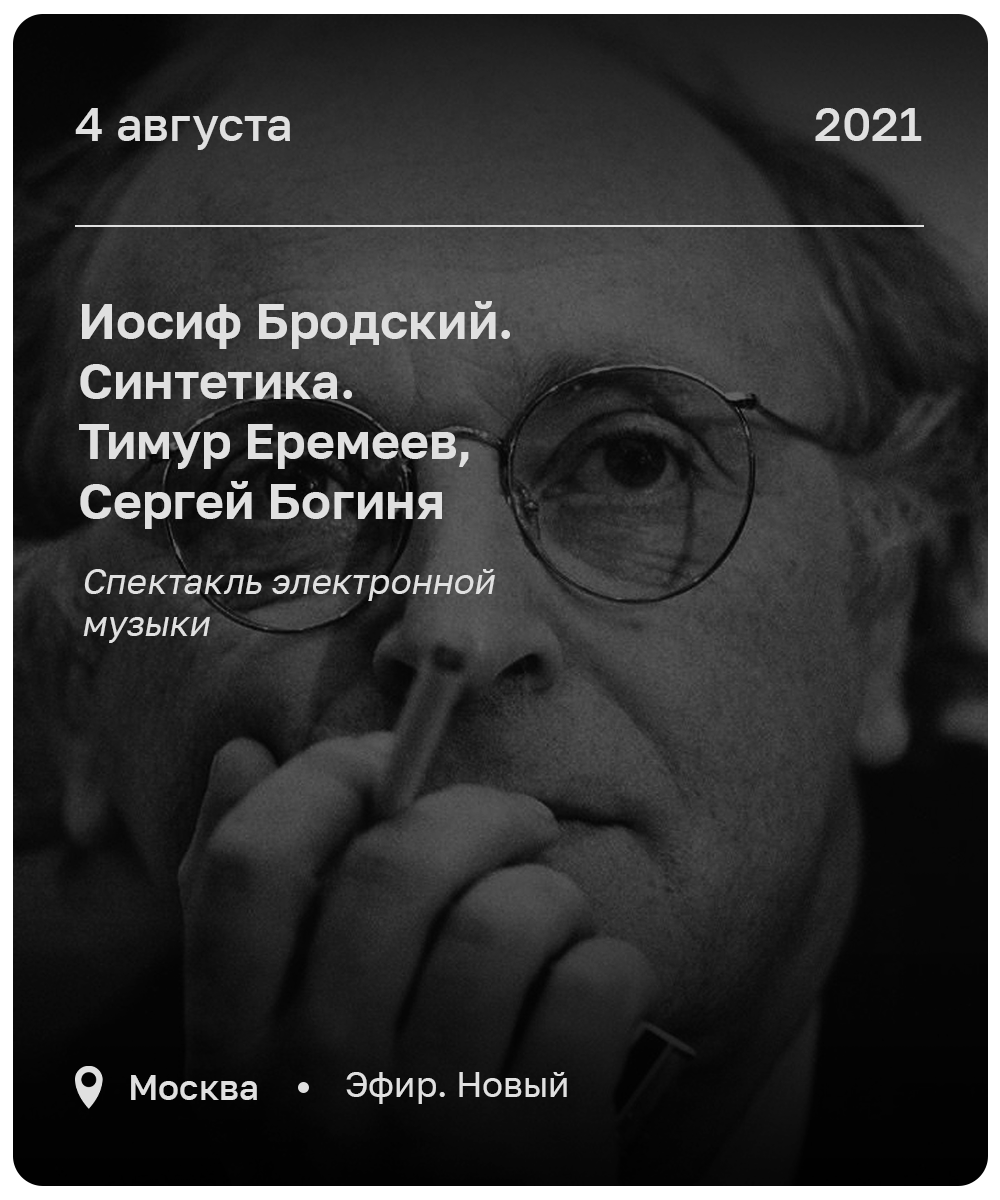 4 августа 2021
Иосиф Бродский.
Синтетика.
Тимур Еремеев,
Сергей Богиня
Спектакль электронной
музыки
Москва • Эфир. Новый